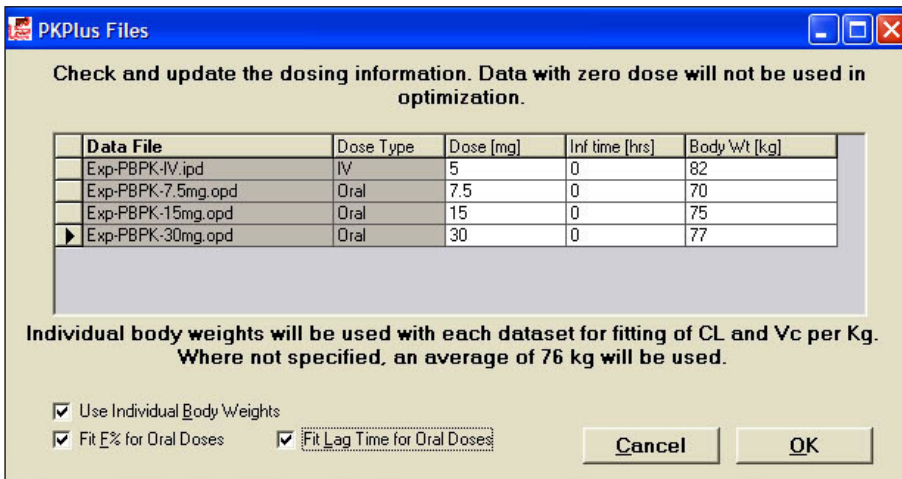 PKPlus Files
Check and update the dosing information. Data with zero dose will not be used in
optimization.
Data File Dose Type Dose [mg] Inf time [hrs] Body Wt [kg]
Exp-PBPK-IV.ipd IV 5 0 82
Exp-PBPK-7.5mg.opd Oral 7.5 0 70
Exp-PBPK-15mg.opd Oral 15 0 75
Exp-PBPK-30mg.opd Oral 30 0 77
Individual body weights will be used with each dataset for fitting of CL and Vc per Kg.
Where not specified, an average of 76 kg will be used.
Use Individual Body Weights
Fit F% for Oral Doses Fit Lag Time for Oral Doses
Cancel OK